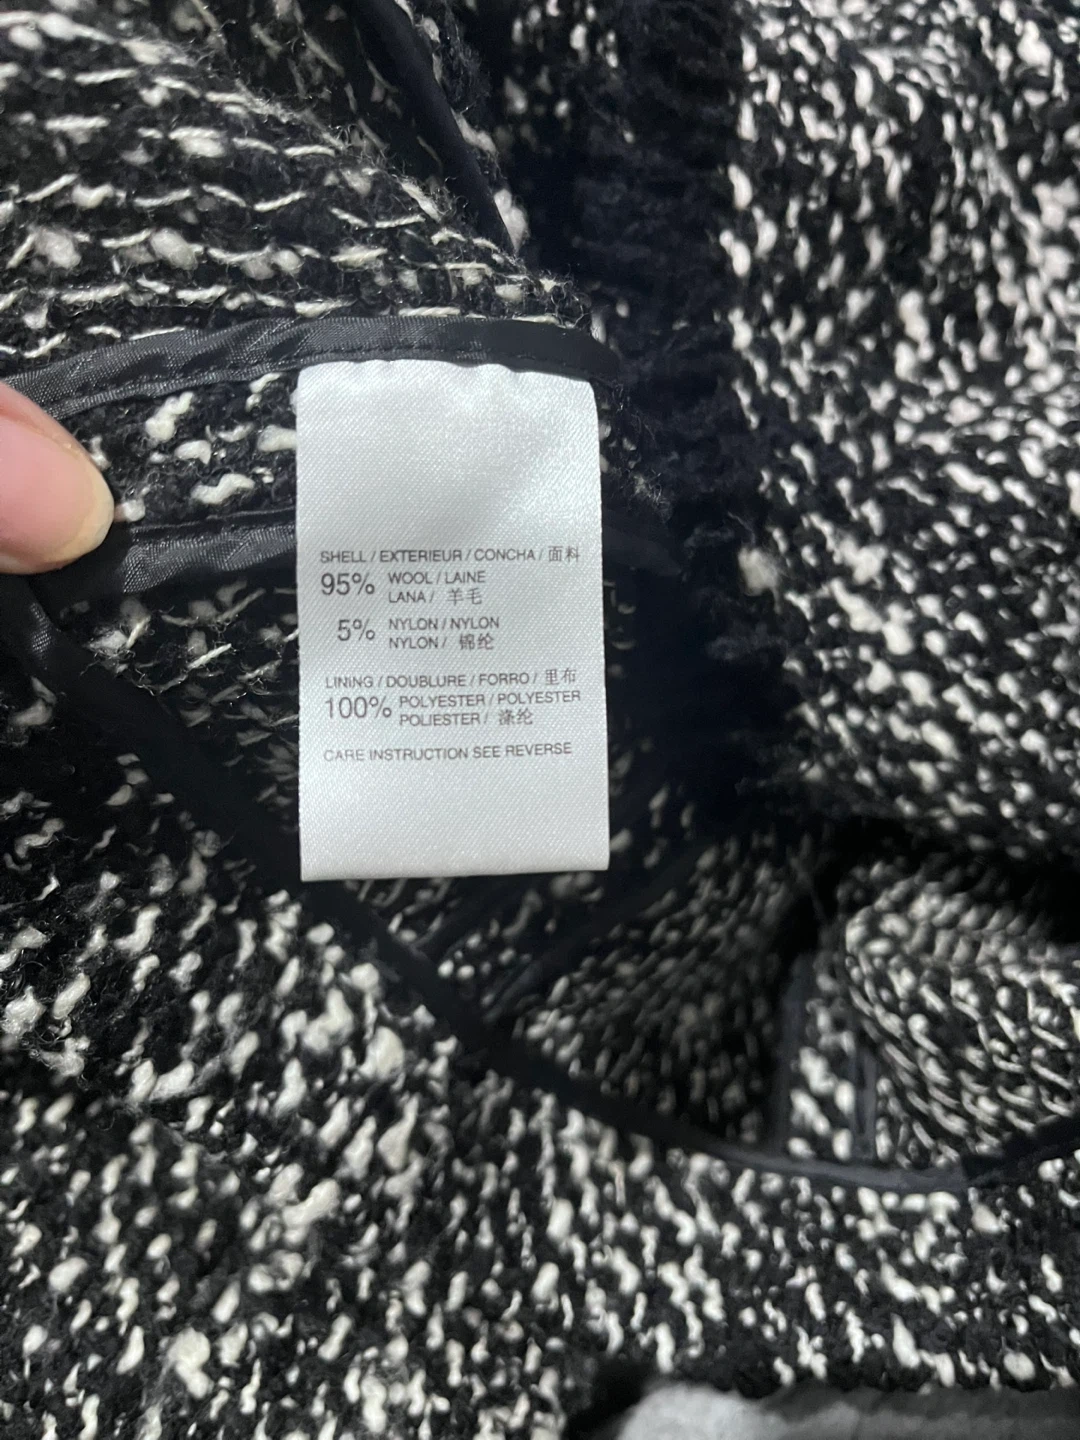 SHELL / EXTERIEUR / CONCHA / 面料
95% WOOL / LAINE
LANA / 羊毛
5% NYLON / NYLON
NYLON / 锦纶
LINING / DOUBLURE / FORRO / 里布
100% POLYESTER / POLYESTER
POLIESTER / 涤纶
CARE INSTRUCTION SEE REVERSE